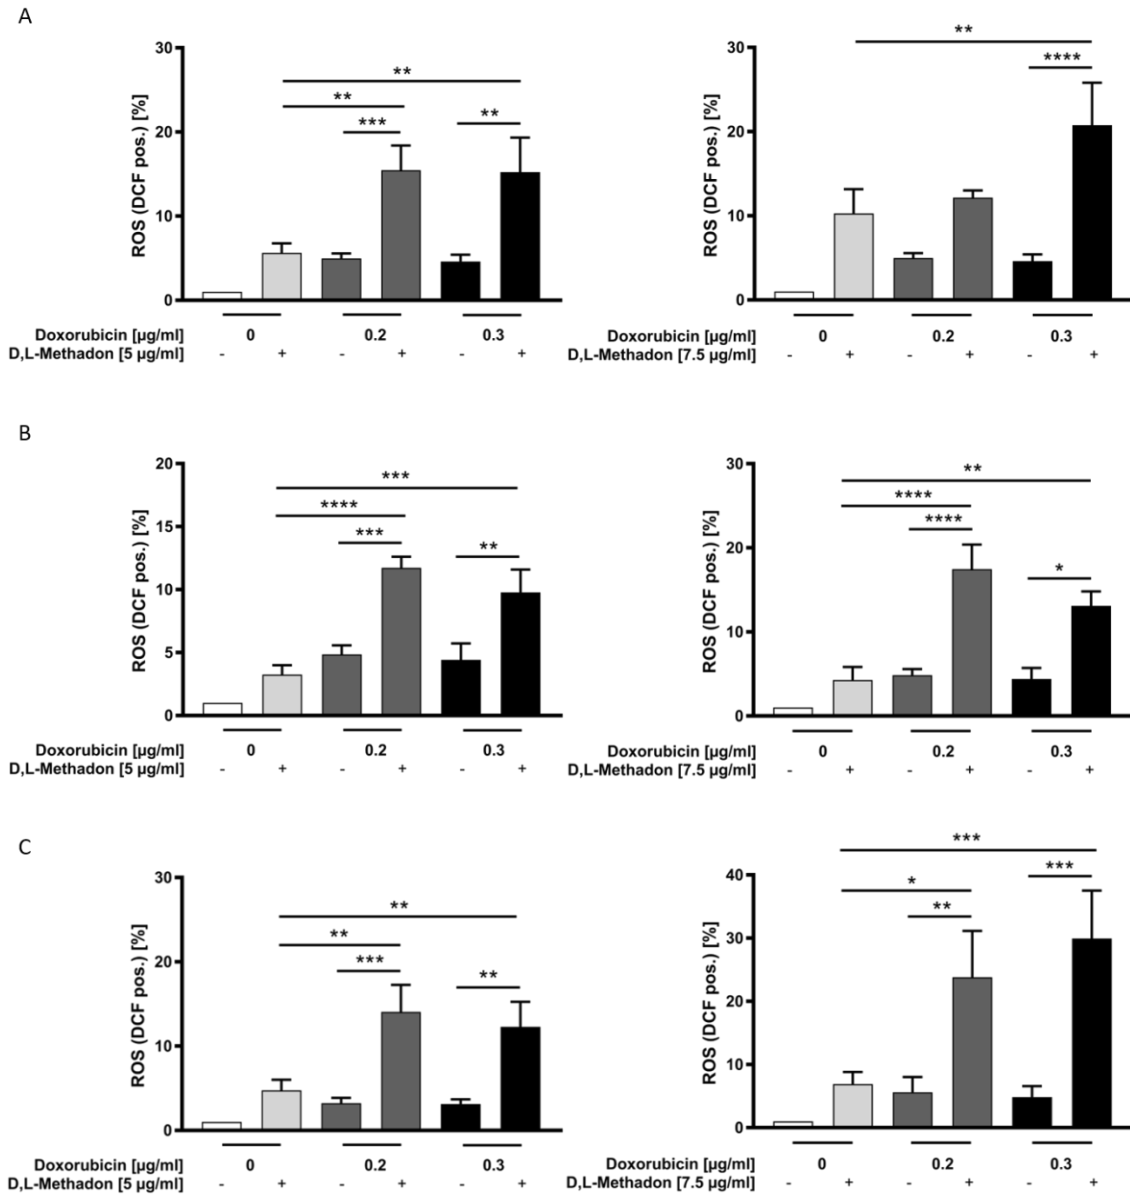 A
30
20
10
0
ROS (DCF pos.) [%]
**
**
***
**
Doxorubicin [µg/ml] 0 0.2 0.3
D,L-Methadon [5 µg/ml] - + - + - +
30
20
10
0
ROS (DCF pos.) [%]
**
****
Doxorubicin [µg/ml] 0 0.2 0.3
D,L-Methadon [7.5 µg/ml] - + - + - +
B
20
15
10
5
0
ROS (DCF pos.) [%]
***
****
***
**
Doxorubicin [µg/ml] 0 0.2 0.3
D,L-Methadon [5 µg/ml] - + - + - +
30
20
10
0
ROS (DCF pos.) [%]
**
****
****
*
Doxorubicin [µg/ml] 0 0.2 0.3
D,L-Methadon [7.5 µg/ml] - + - + - +
C
30
20
10
0
ROS (DCF pos.) [%]
**
**
***
**
Doxorubicin [µg/ml] 0 0.2 0.3
D,L-Methadon [5 µg/ml] - + - + - +
40
30
20
10
0
ROS (DCF pos.) [%]
***
***
*
**
Doxorubicin [µg/ml] 0 0.2 0.3
D,L-Methadon [7.5 µg/ml] - + - + - +